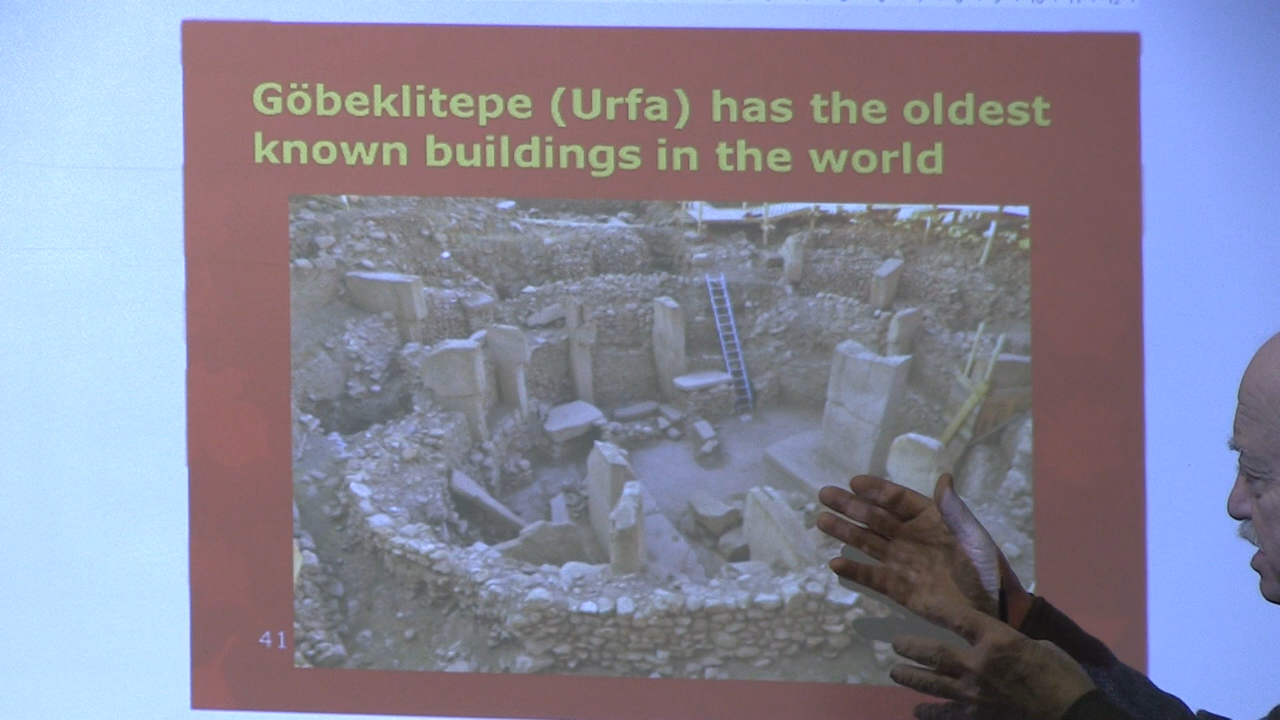 Göbeklitepe (Urfa) has the oldest
known buildings in the world
41